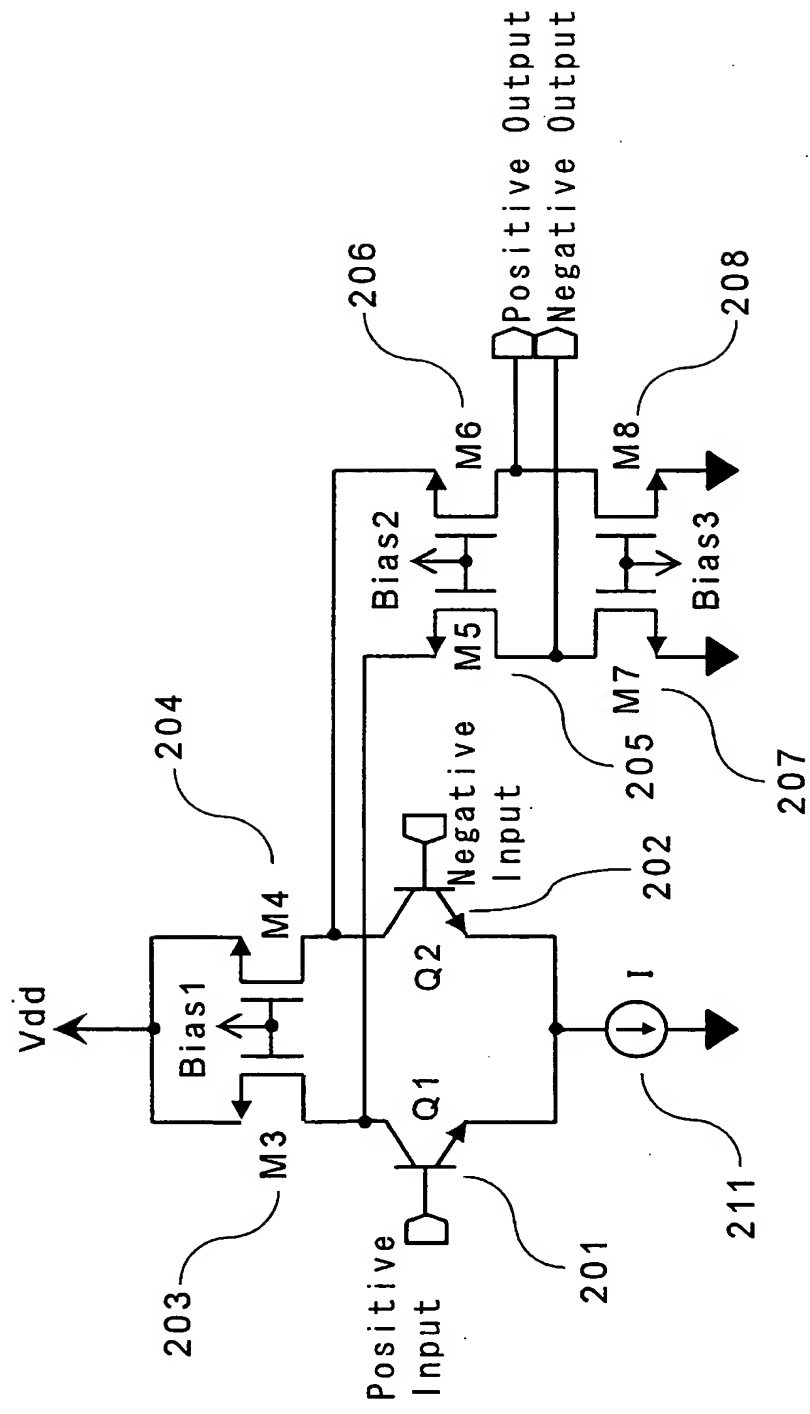 Vdd
203
M3
Bias1
M4
204
Positive
Input
Q1
Q2
Negative
Input
201
202
211
I
Bias2
M5
M6
205
206
Positive Output
Negative Output
M7
M8
Bias3
207
208